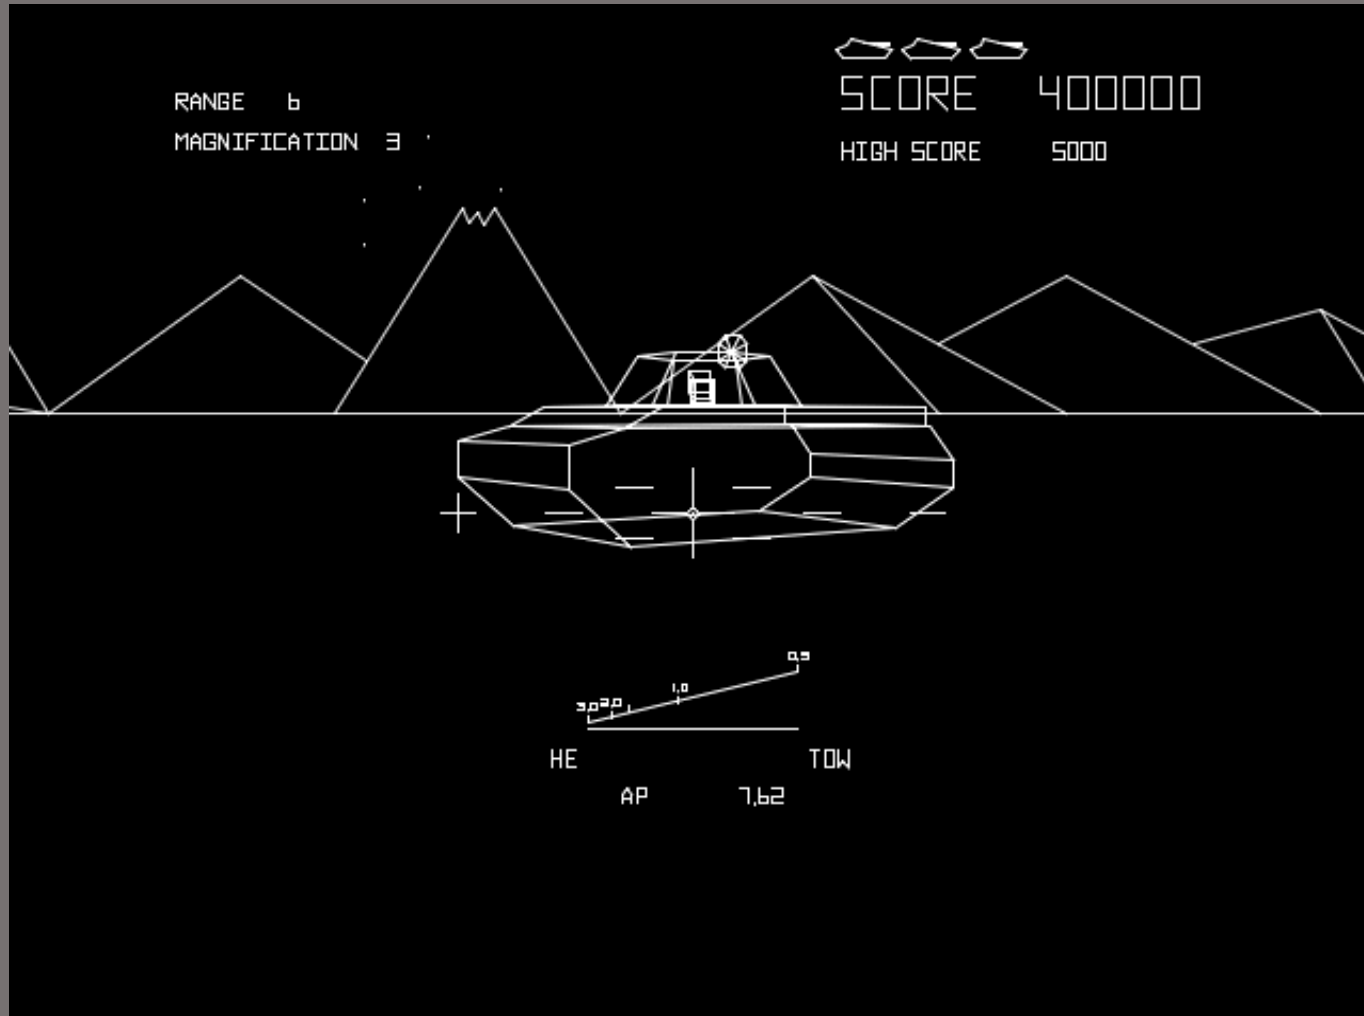 SCORE 400000
RANGE 6
MAGNIFICATION 3
HIGH SCORE 5000
0.5
1.0
3.0 2.0
HE TOW
AP 7.62